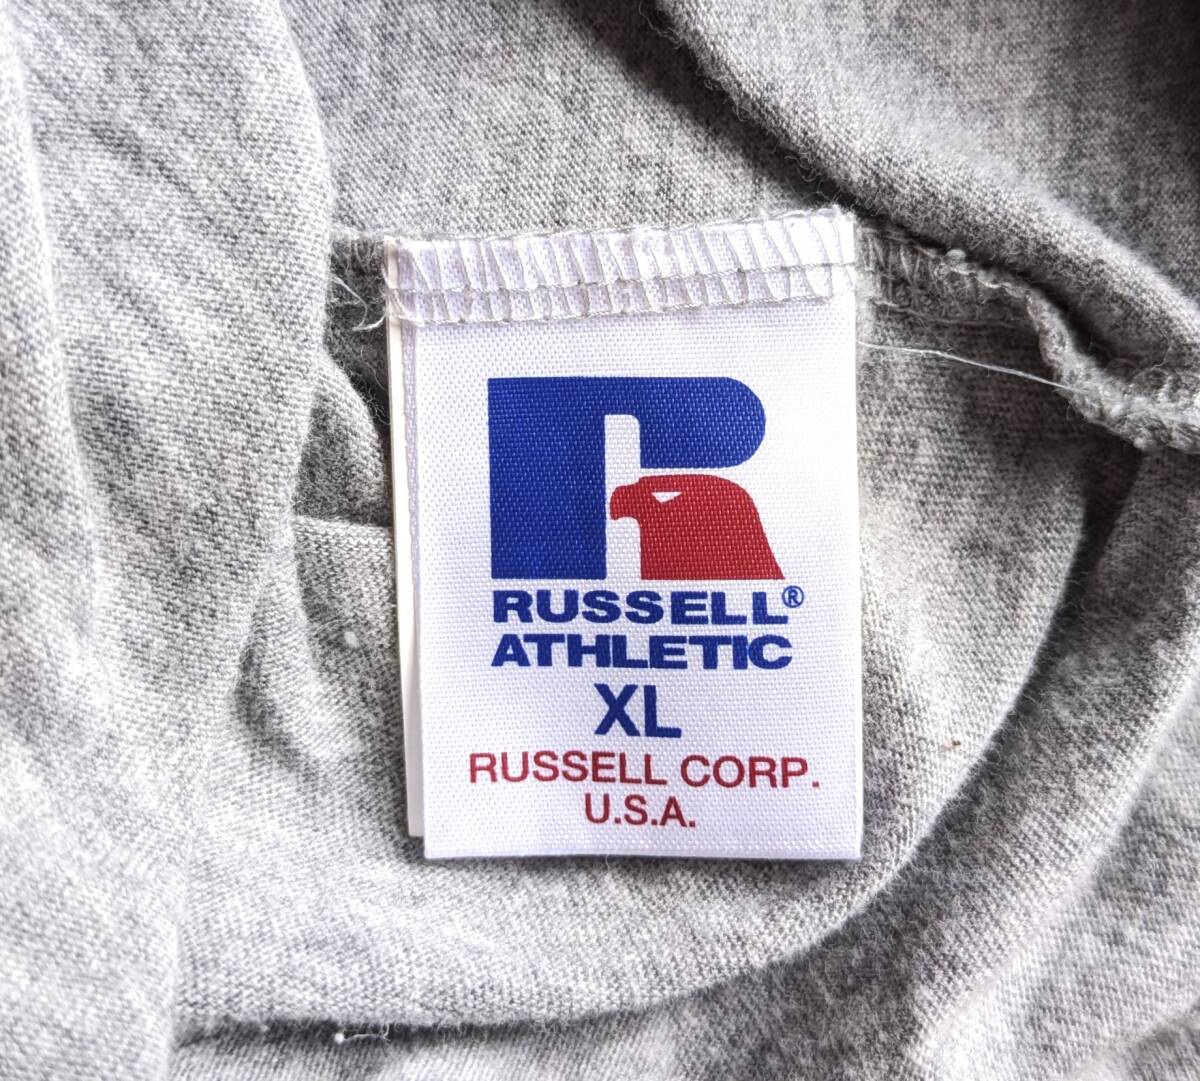 R
RUSSELL®
ATHLETIC
XL
RUSSELL CORP.
U.S.A.